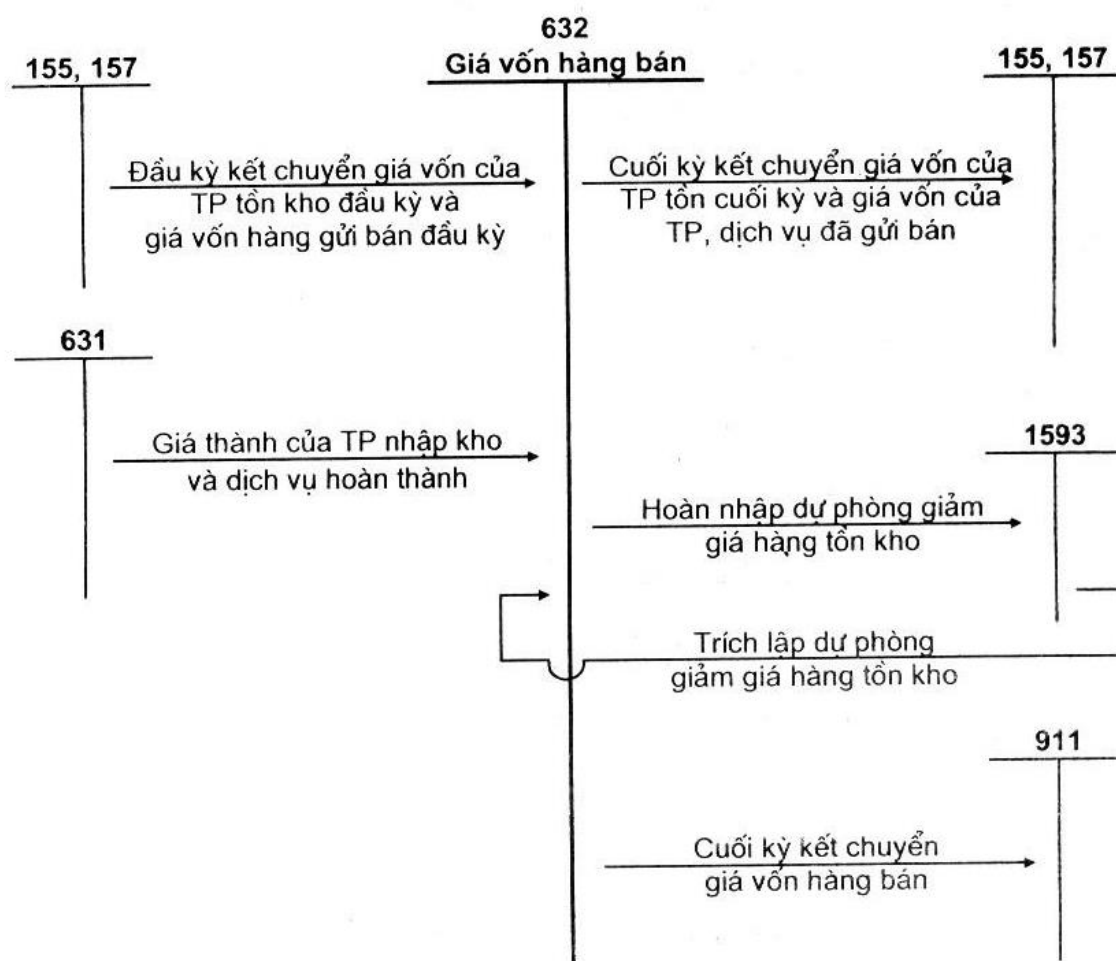 632
155, 157
Giá vốn hàng bán
155, 157
Đầu kỳ kết chuyển giá vốn của
TP tồn kho đầu kỳ và
giá vốn hàng gửi bán đầu kỳ
Cuối kỳ kết chuyển giá vốn của
TP tồn cuối kỳ và giá vốn của
TP, dịch vụ đã gửi bán
631
Giá thành của TP nhập kho
và dịch vụ hoàn thành
1593
Hoàn nhập dự phòng giảm
giá hàng tồn kho
Trích lập dự phòng
giảm giá hàng tồn kho
911
Cuối kỳ kết chuyển
giá vốn hàng bán